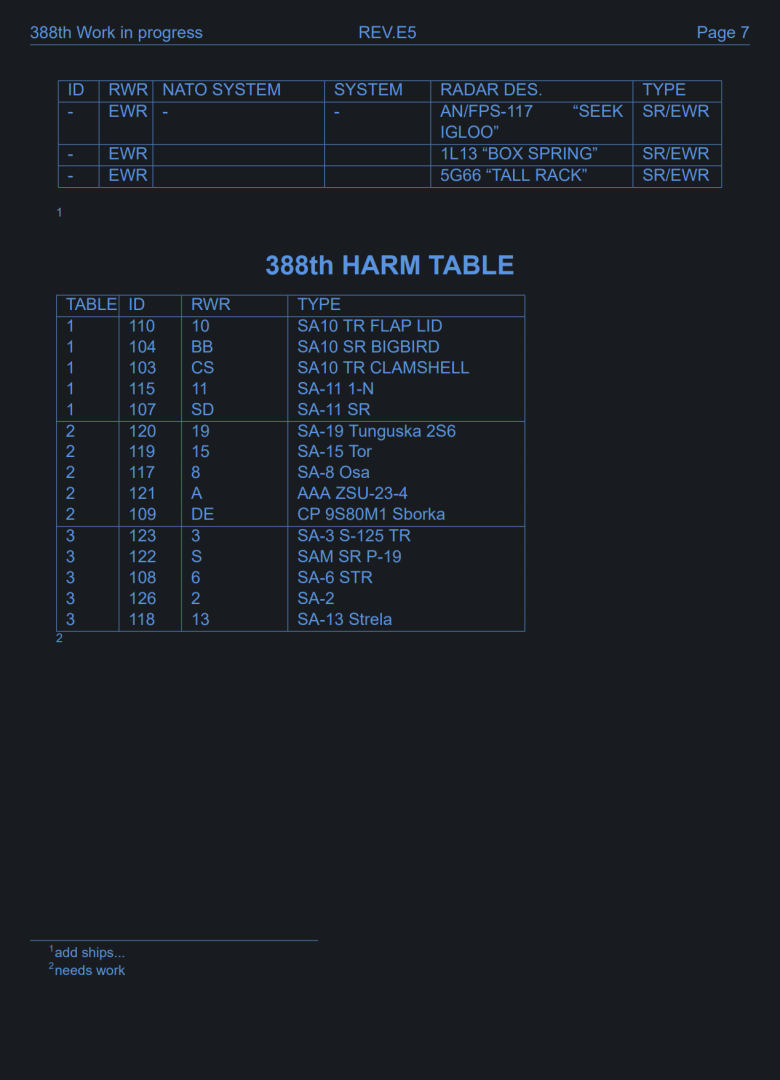 388th Work in progress REV.E5 Page 7
ID RWR NATO SYSTEM SYSTEM RADAR DES. TYPE
- EWR - - AN/FPS-117 “SEEK SR/EWR
IGLOO”
- EWR 1L13 “BOX SPRING” SR/EWR
- EWR 5G66 “TALL RACK” SR/EWR
1
388th HARM TABLE
TABLE ID RWR TYPE
1 110 10 SA10 TR FLAP LID
1 104 BB SA10 SR BIGBIRD
1 103 CS SA10 TR CLAMSHELL
1 115 11 SA-11 1-N
1 107 SD SA-11 SR
2 120 19 SA-19 Tunguska 2S6
2 119 15 SA-15 Tor
2 117 8 SA-8 Osa
2 121 A AAA ZSU-23-4
2 109 DE CP 9S80M1 Sborka
3 123 3 SA-3 S-125 TR
3 122 S SAM SR P-19
3 108 6 SA-6 STR
3 126 2 SA-2
3 118 13 SA-13 Strela
2
1add ships...
2needs work